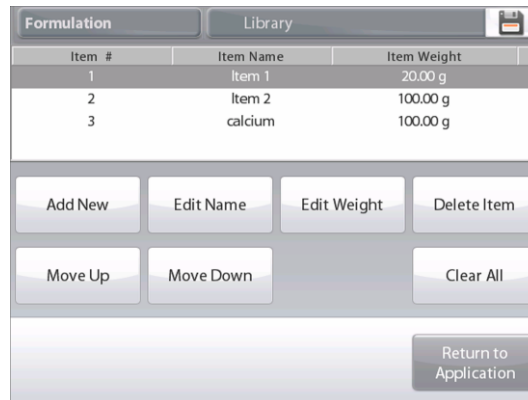 Formulation Library
Item # Item Name Item Weight
1 Item 1 20.00 g
2 Item 2 100.00 g
3 calcium 100.00 g
Add New Edit Name Edit Weight Delete Item
Move Up Move Down Clear All
Return to
Application